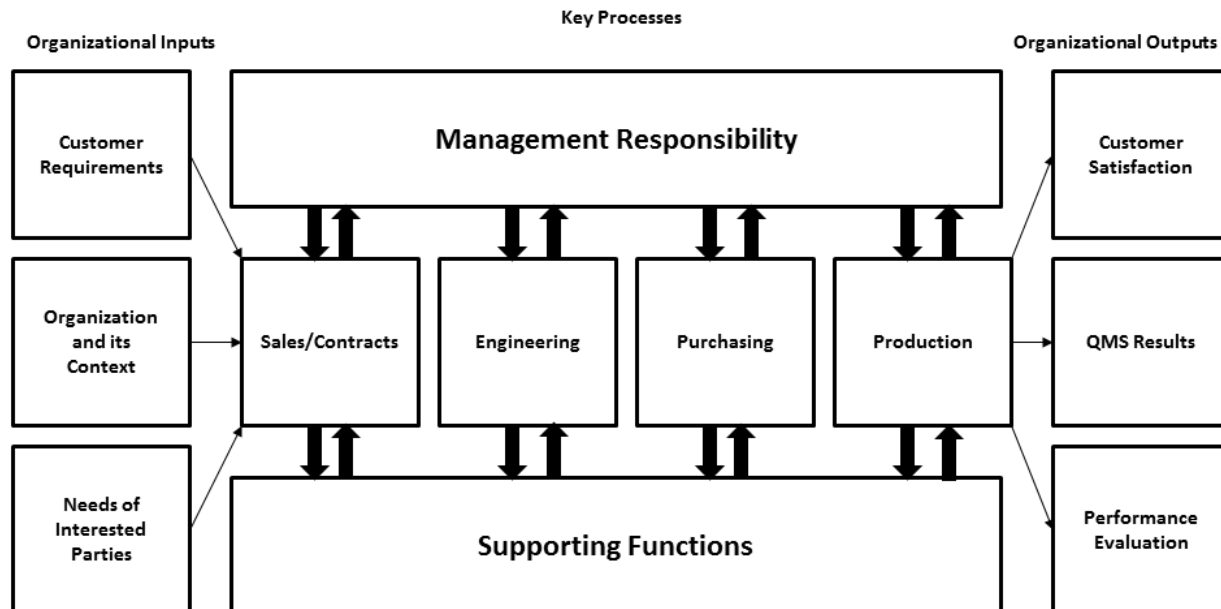 Key Processes
Organizational Inputs
Organizational Outputs
Customer
Requirements
Management Responsibility
Customer
Satisfaction
Organization
and its
Context
Sales/Contracts
Engineering
Purchasing
Production
QMS Results
Needs of
Interested
Parties
Supporting Functions
Performance
Evaluation